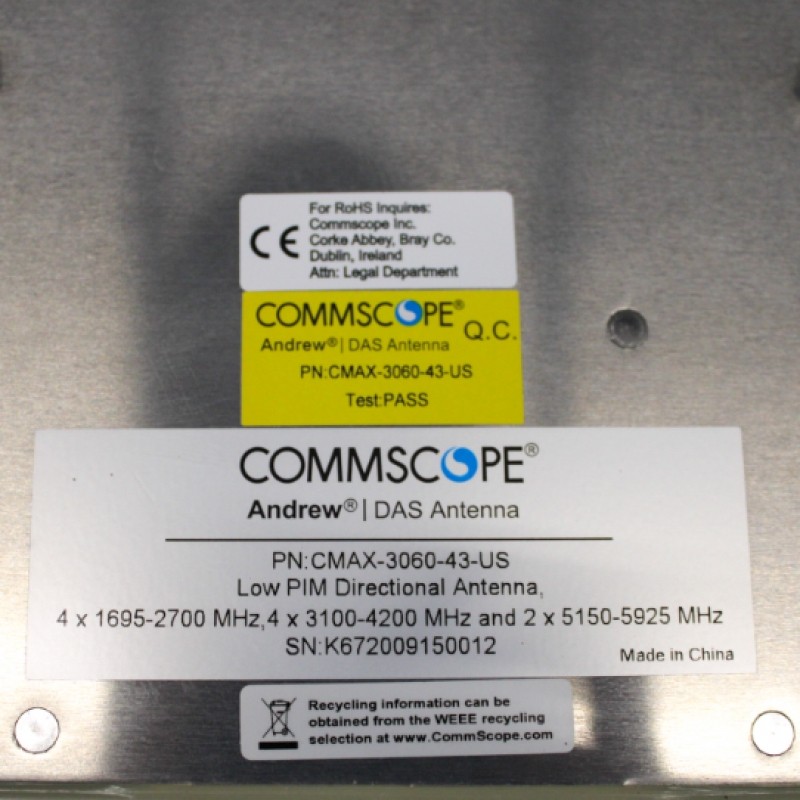 CE
For RoHS Inquires:
Commscope Inc.
Corke Abbey, Bray Co.
Dublin, Ireland
Attn: Legal Department
COMMSCOPE®
Q.C.
Andrew® | DAS Antenna
PN:CMAX-3060-43-US
Test:PASS
COMMSCOPE®
Andrew® | DAS Antenna
PN:CMAX-3060-43-US
Low PIM Directional Antenna,
4 x 1695-2700 MHz,4 x 3100-4200 MHz and 2 x 5150-5925 MHz
SN:K672009150012
Made in China
Recycling information can be
obtained from the WEEE recycling
selection at www.CommScope.com